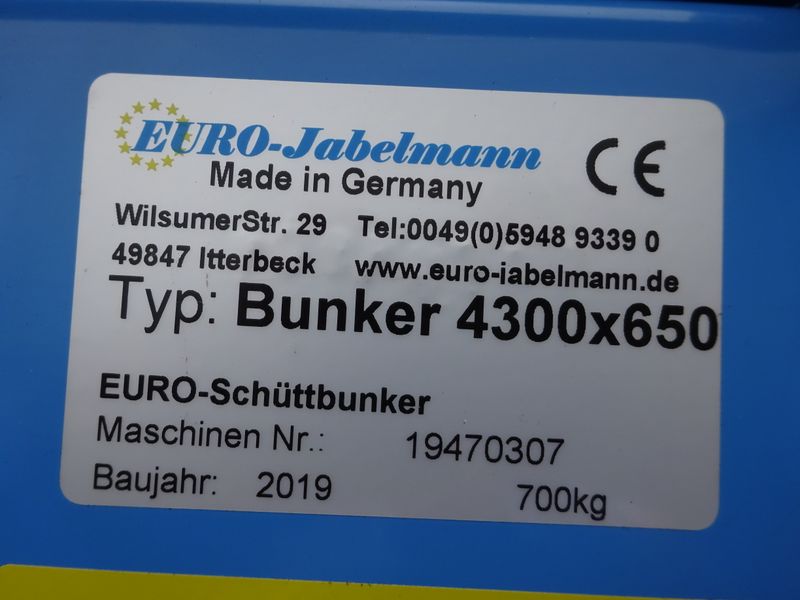 EURO-Jabelmann
Made in Germany
CE
WilsumerStr. 29 Tel:0049(0)5948 9339 0
49847 Itterbeck www.euro-jabelmann.de
Typ: Bunker 4300x650
EURO-Schüttbunker
Maschinen Nr.: 19470307
Baujahr: 2019 700kg